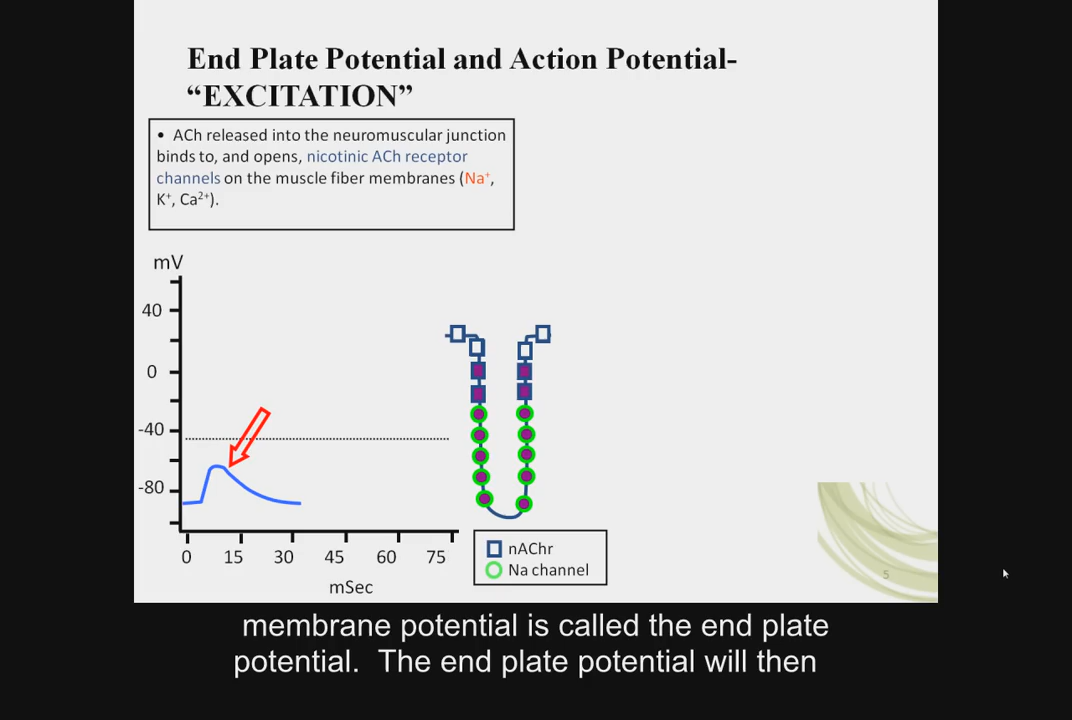 End Plate Potential and Action Potential-
“EXCITATION”
• ACh released into the neuromuscular junction
binds to, and opens, nicotinic ACh receptor
channels on the muscle fiber membranes (Na⁺,
K⁺, Ca²⁺).
mV
40
0
-40
-80
0 15 30 45 60 75
mSec
nAChr
Na channel
5
membrane potential is called the end plate
potential. The end plate potential will then